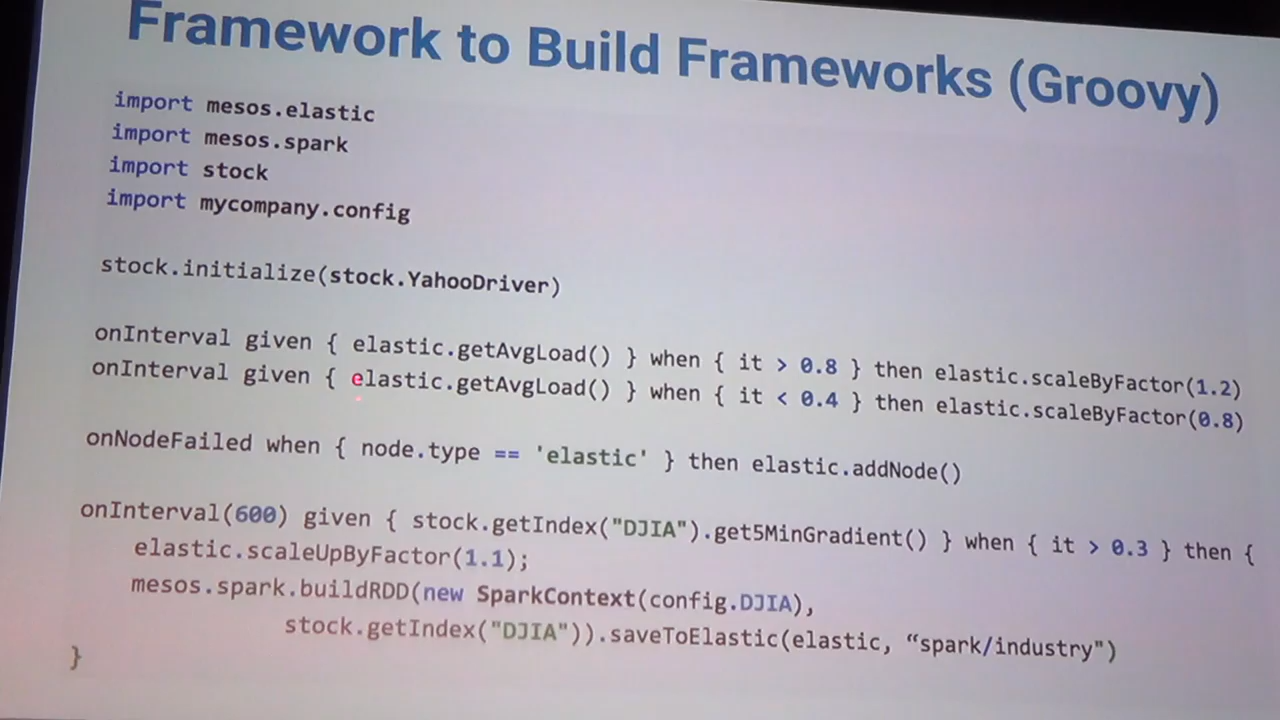 Framework to Build Frameworks (Groovy)
import mesos.elastic
import mesos.spark
import stock
import mycompany.config
stock.initialize(stock.YahooDriver)
onInterval given { elastic.getAvgLoad() } when { it > 0.8 } then elastic.scaleByFactor(1.2)
onInterval given { elastic.getAvgLoad() } when { it < 0.4 } then elastic.scaleByFactor(0.8)
onNodeFailed when { node.type == 'elastic' } then elastic.addNode()
onInterval(600) given { stock.getIndex("DJIA").get5MinGradient() } when { it > 0.3 } then {
elastic.scaleUpByFactor(1.1);
mesos.spark.buildRDD(new SparkContext(config.DJIA),
stock.getIndex("DJIA")).saveToElastic(elastic, “spark/industry")
}